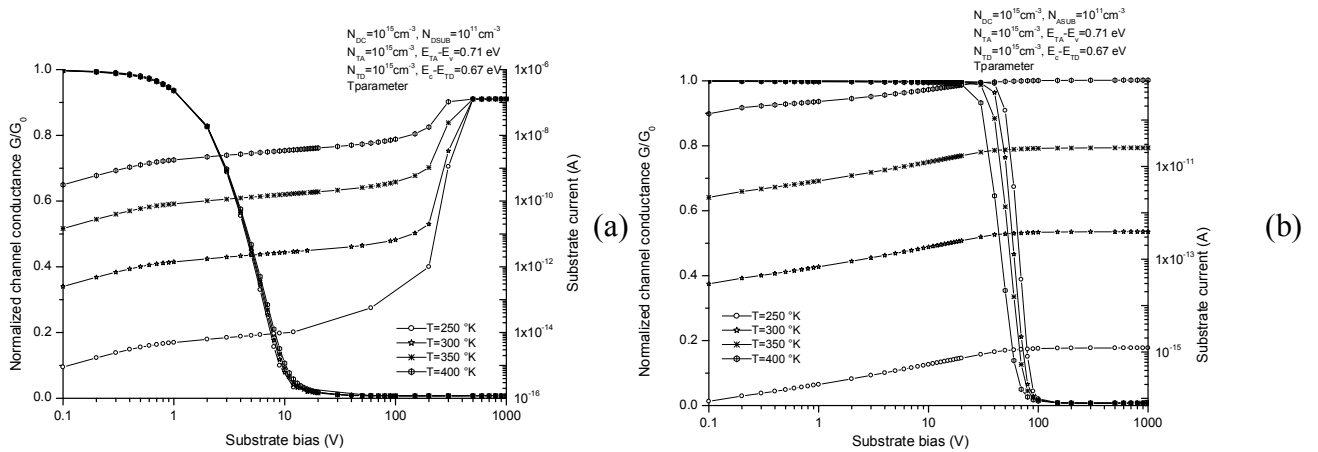 N_DC=10^15cm^-3, N_DSUB=10^11cm^-3
N_TA=10^15cm^-3, E_TA-E_v=0.71 eV
N_TD=10^15cm^-3, E_c-E_TD=0.67 eV
Tparameter
Normalized channel conductance G/G_0
1.0
0.8
0.6
0.4
0.2
0.0
0.1
1
10
100
1000
Substrate bias (V)
T=250 °K
T=300 °K
T=350 °K
T=400 °K
1x10^-6
1x10^-7
1x10^-8
1x10^-10
1x10^-12
1x10^-14
1x10^-16
Substrate current (A)
(a)
N_DC=10^15cm^-3, N_ASUB=10^11cm^-3
N_TA=10^15cm^-3, E_TA-E_v=0.71 eV
N_TD=10^15cm^-3, E_c-E_TD=0.67 eV
Tparameter
Normalized channel conductance G/G_0
1.0
0.8
0.6
0.4
0.2
0.0
0.1
1
10
100
1000
Substrate bias (V)
T=250 °K
T=300 °K
T=350 °K
T=400 °K
1x10^-11
1x10^-13
1x10^-15
Substrate current (A)
(b)